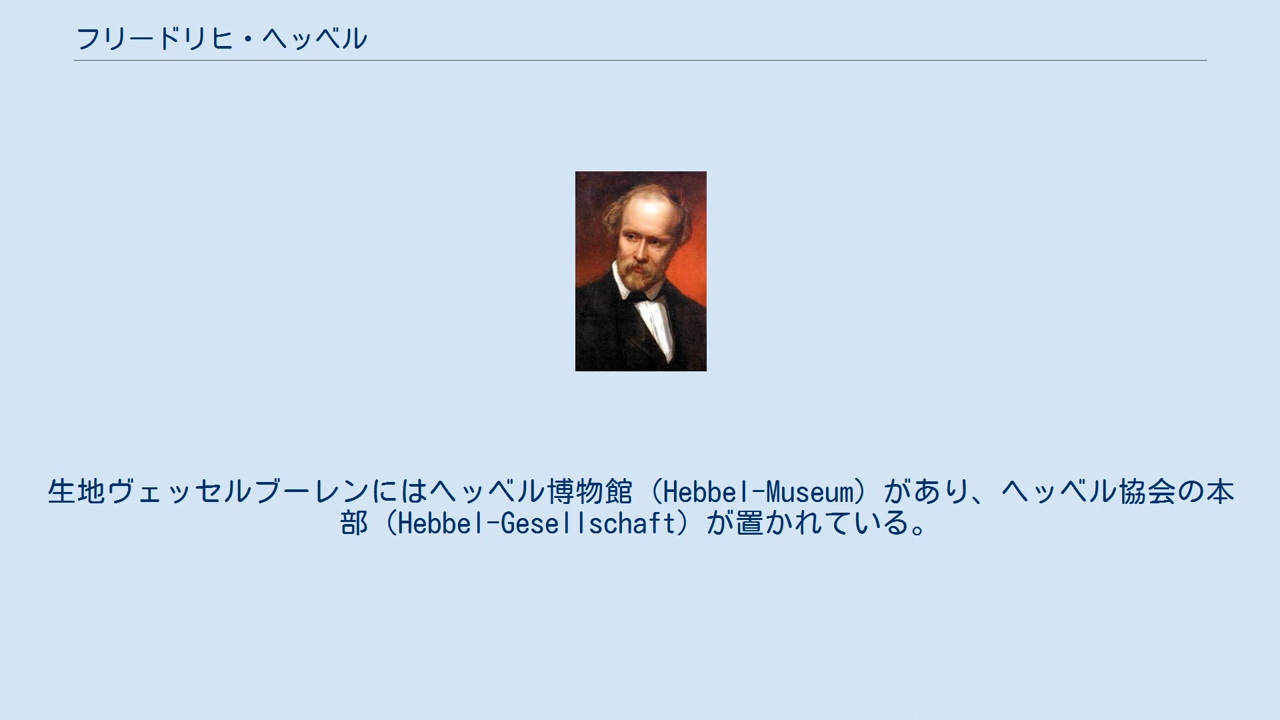 フリードリヒ・ヘッベル
生地ヴェッセルブーレンにはヘッベル博物館（Hebbel-Museum）があり、ヘッベル協会の本
部（Hebbel-Gesellschaft）が置かれている。